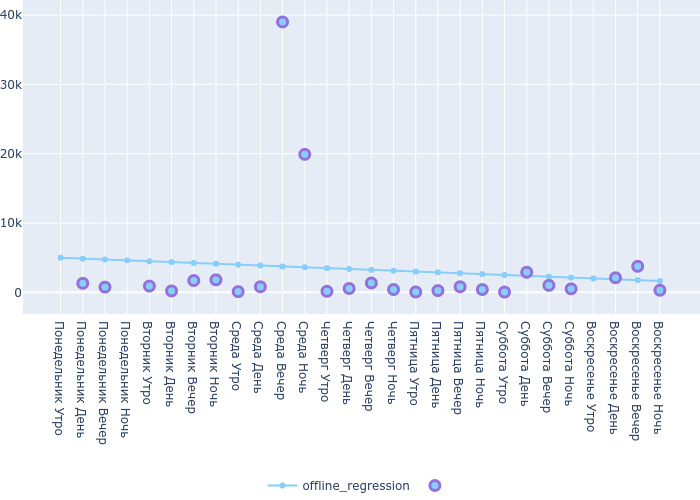 40k
30k
20k
10k
0
Понедельник Утро
Понедельник День
Понедельник Вечер
Понедельник Ночь
Вторник Утро
Вторник День
Вторник Вечер
Вторник Ночь
Среда Утро
Среда День
Среда Вечер
Среда Ночь
Четверг Утро
Четверг День
Четверг Вечер
Четверг Ночь
Пятница Утро
Пятница День
Пятница Вечер
Пятница Ночь
Суббота Утро
Суббота День
Суббота Вечер
Суббота Ночь
Воскресенье Утро
Воскресенье День
Воскресенье Вечер
Воскресенье Ночь
offline_regression